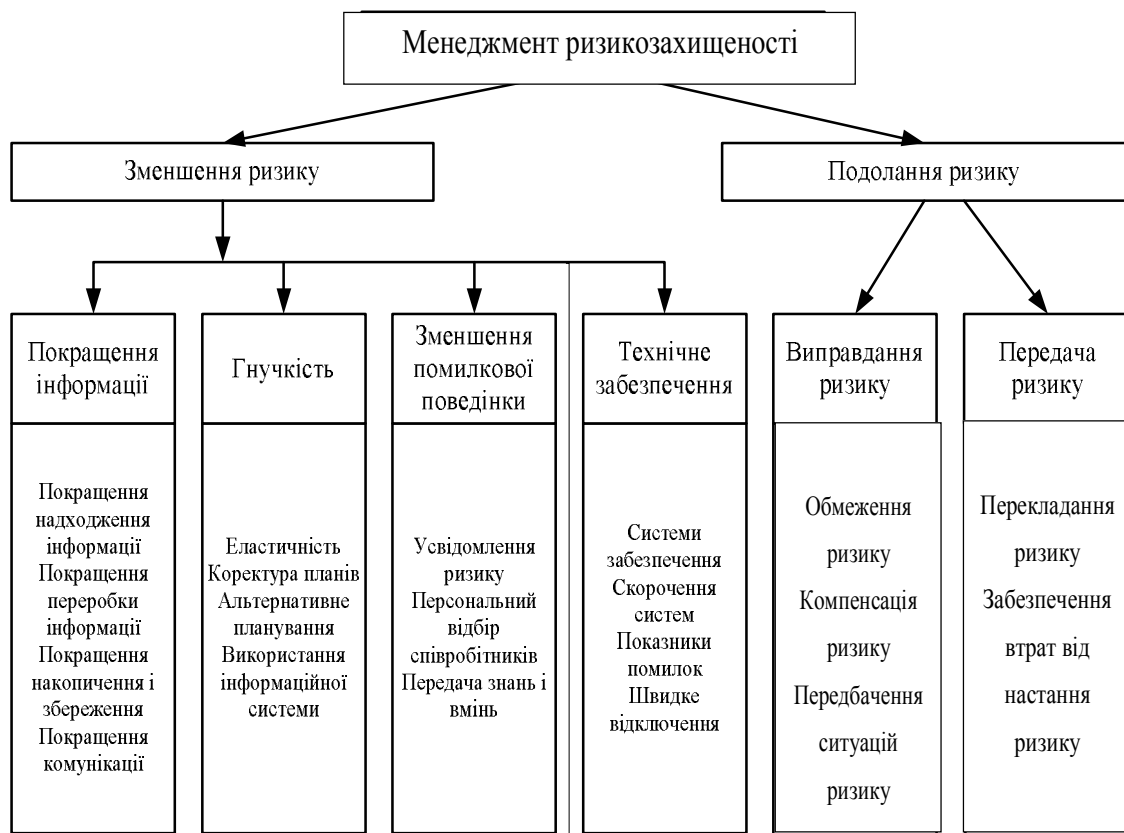 Менеджмент ризикозахищеності
Зменшення ризику
Подолання ризику
Покращення
інформації
Гнучкість
Зменшення
помилкової
поведінки
Технічне
забезпечення
Виправдання
ризику
Передача
ризику
Покращення
надходження
інформації
Покращення
переробки
інформації
Покращення
накопичення і
збереження
Покращення
комунікації
Еластичність
Коректура планів
Альтернативне
планування
Використання
інформаційної
системи
Усвідомлення
ризику
Персональний
відбір
співробітників
Передача знань і
вмінь
Системи
забезпечення
Скорочення
систем
Показники
помилок
Швидке
відключення
Обмеження
ризику
Компенсація
ризику
Передбачення
ситуацій
ризику
Перекладання
ризику
Забезпечення
втрат від
настання
ризику